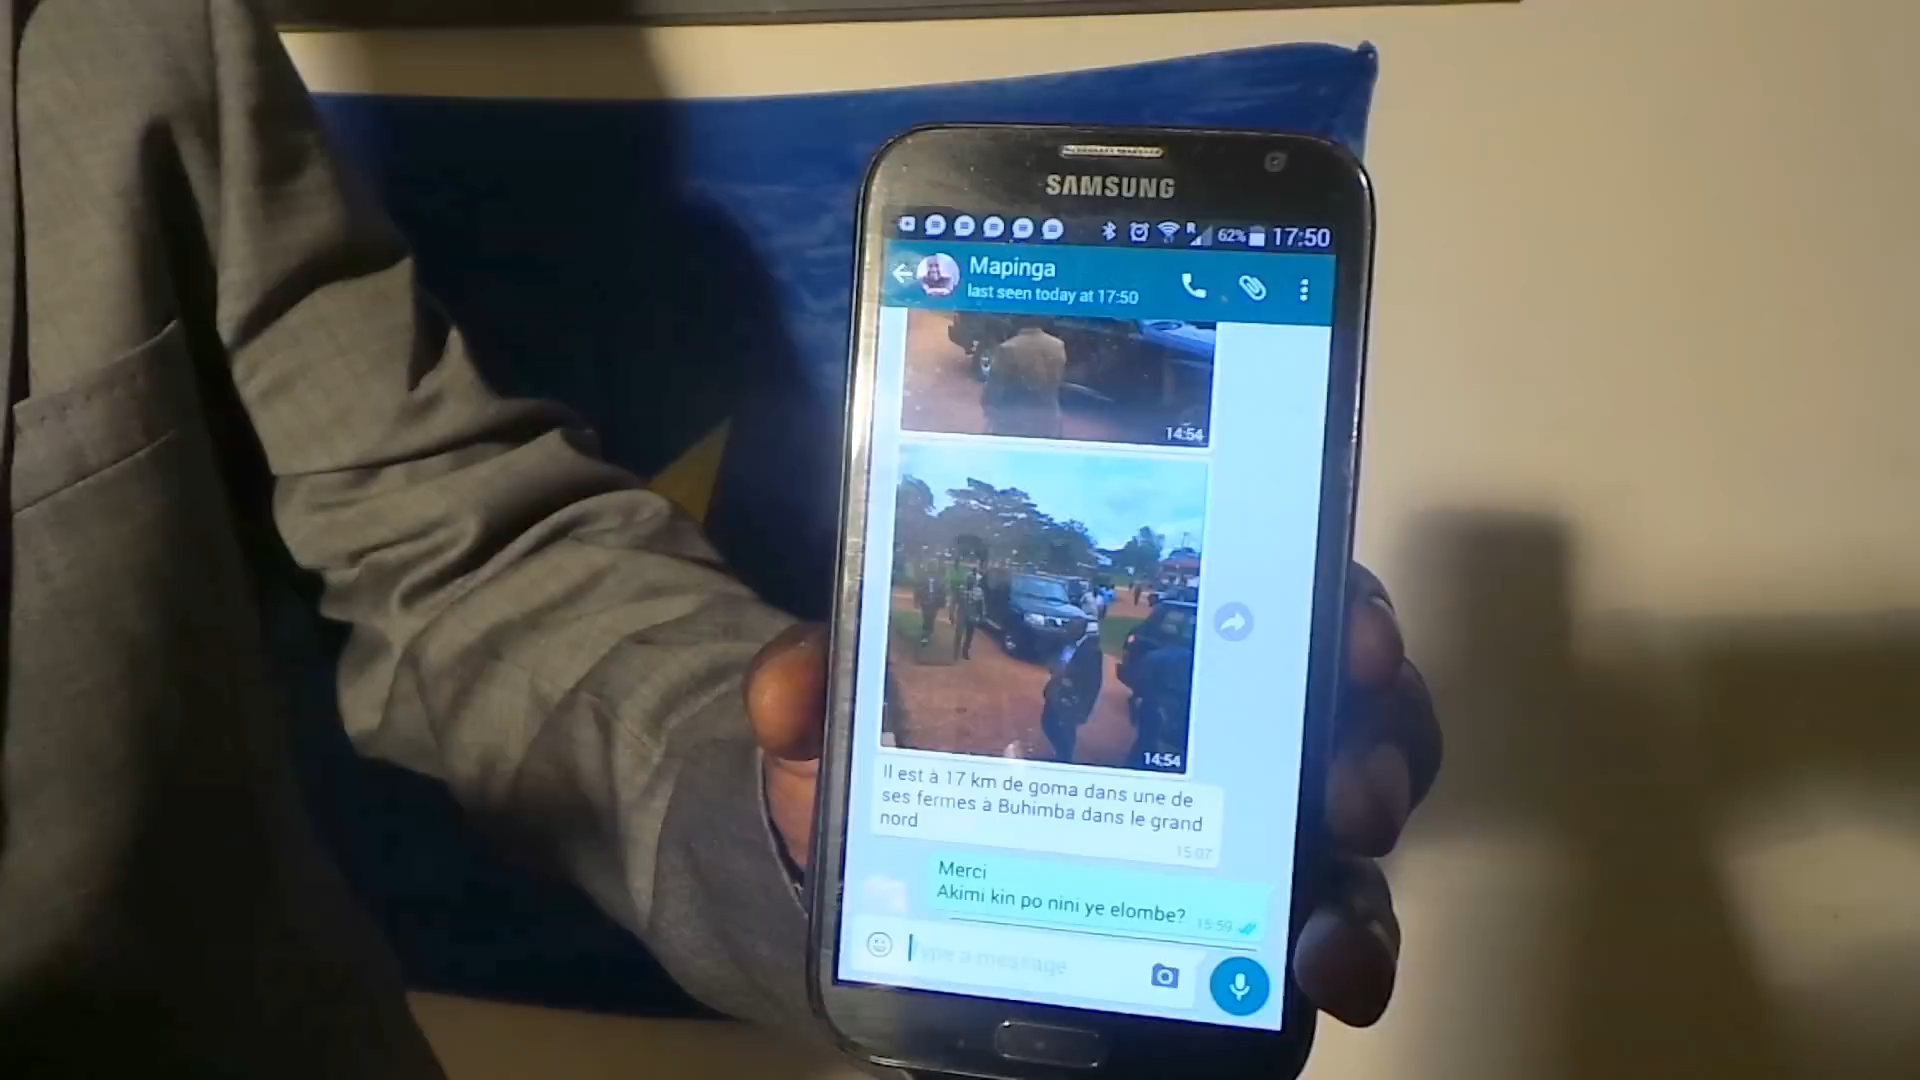 SAMSUNG
62% 17:50
Mapinga
last seen today at 17:50
14:54
14:54
Il est à 17 km de goma dans une de
ses fermes à Buhimba dans le grand
nord
15:07
Merci
Akimi kin po nini ye elombe?
15:59
Type a message